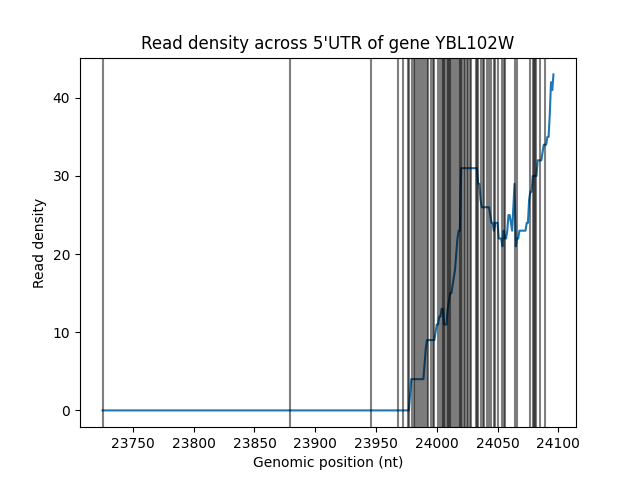 Read density across 5'UTR of gene YBL102W
Read density
40
30
20
10
0
23750 23800 23850 23900 23950 24000 24050 24100
Genomic position (nt)